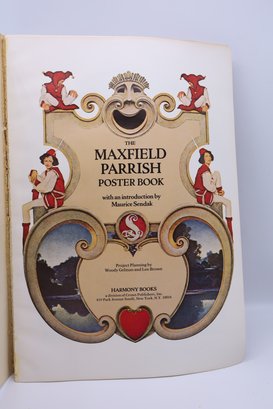 THE
MAXFIELD
PARRISH
POSTER BOOK
with an introduction by
Maurice Sendak
Project Planning by
Woody Gelman and Len Brown
HARMONY BOOKS
a division of Crown Publishers, Inc.
419 Park Avenue South, New York, N.Y. 10016